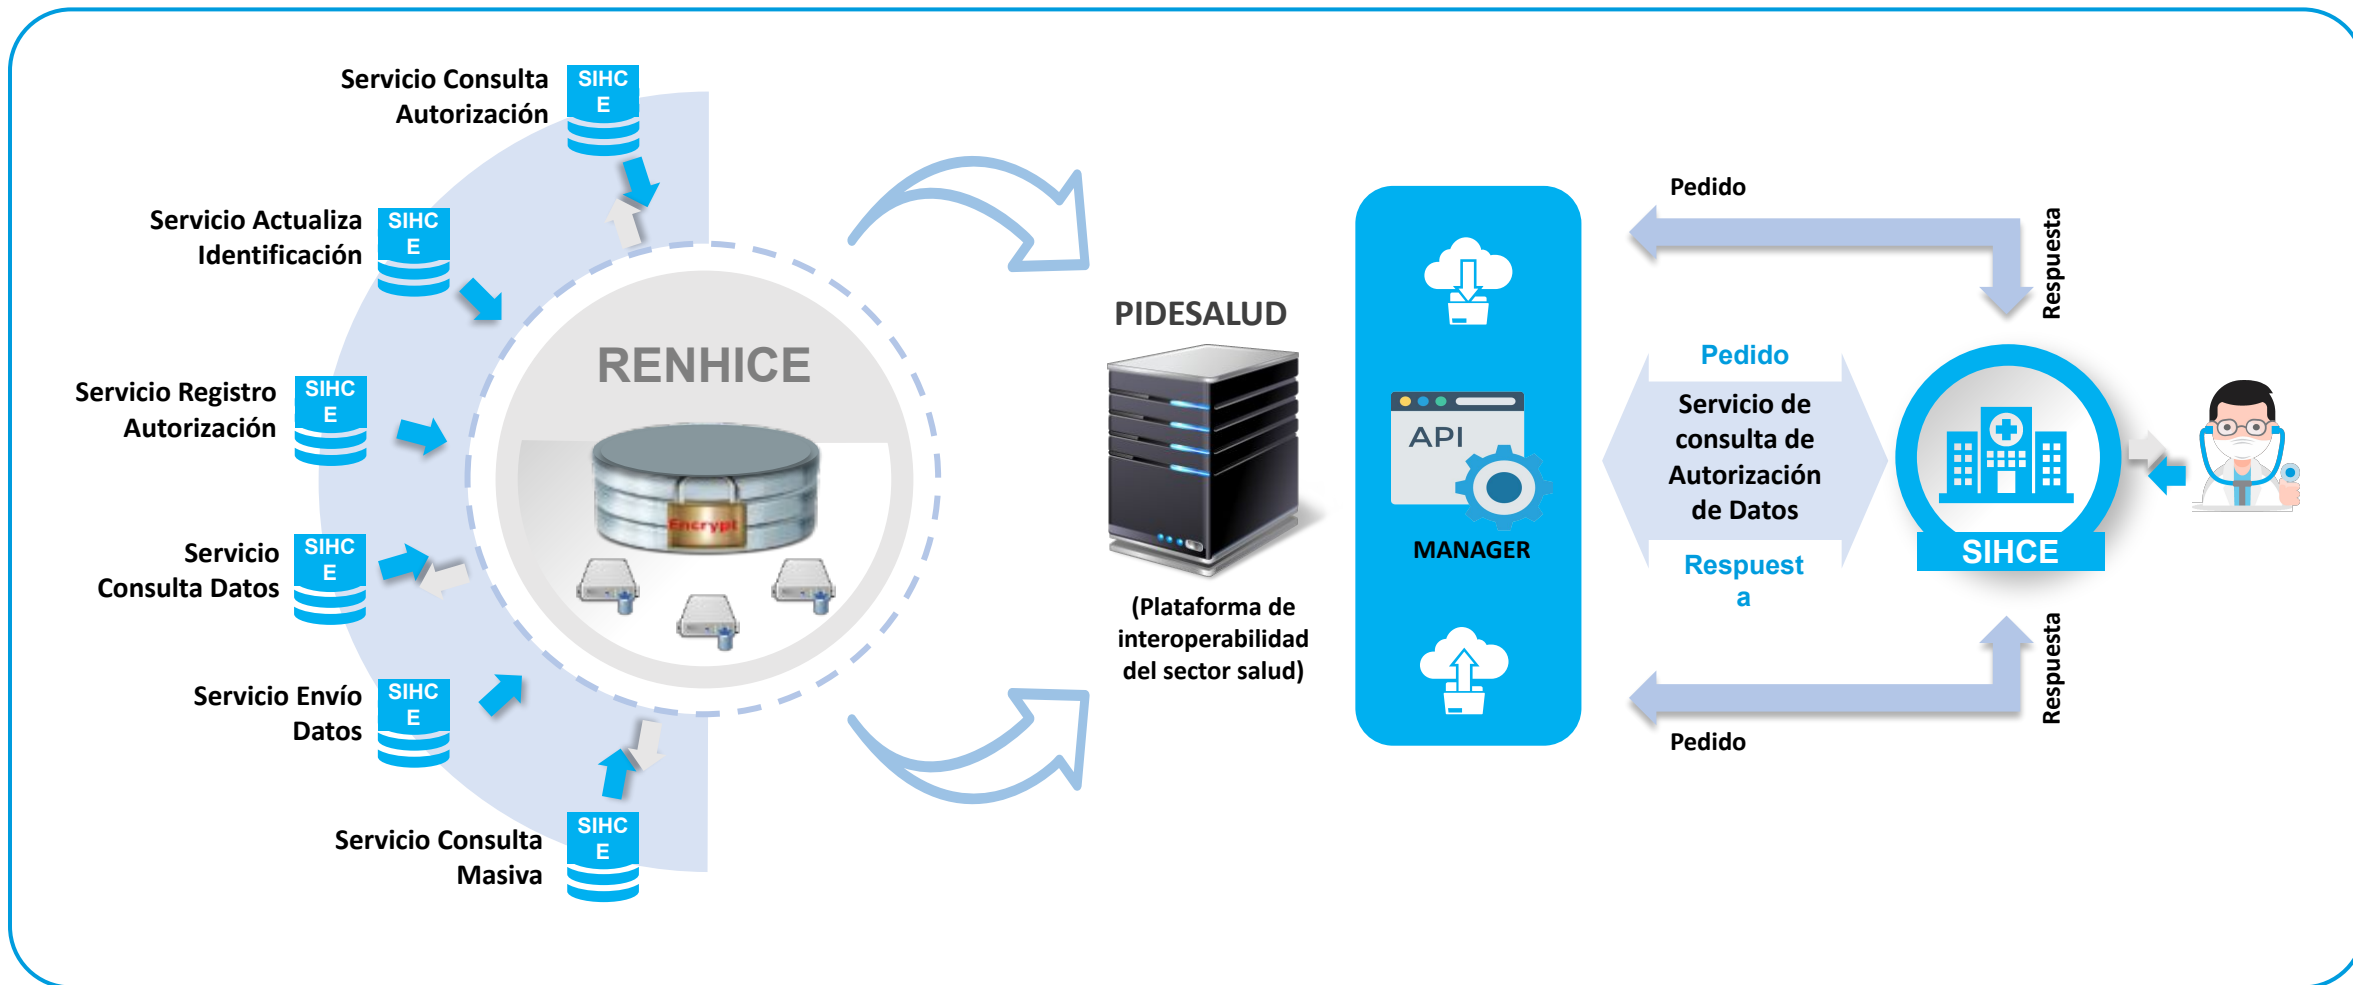 Servicio Consulta
Autorización
SIHC
E
Servicio Actualiza
Identificación
SIHC
E
Servicio Registro
Autorización
SIHC
E
Servicio
Consulta Datos
SIHC
E
Servicio Envío
Datos
SIHC
E
Servicio Consulta
Masiva
SIHC
E
RENHICE
Encrypt
PIDESALUD
(Plataforma de
interoperabilidad
del sector salud)
API
MANAGER
Pedido
Respuesta
Pedido
Servicio de
consulta de
Autorización
de Datos
Respuest
a
SIHCE
Respuesta
Pedido